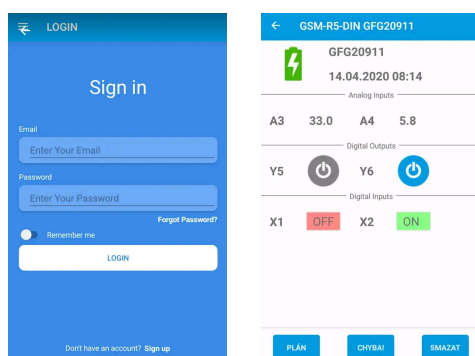 LOGIN
Sign in
Email
Enter Your Email
Password
Enter Your Password
Forgot Password?
Remember me
LOGIN
Don't have an account? Sign up
GSM-R5-DIN GFG20911
GFG20911
14.04.2020 08:14
Analog Inputs
A3 33.0 A4 5.8
Digital Outputs
Y5 Y6
Digital Inputs
X1 OFF X2 ON
PLÁN CHYBA! SMAZAT